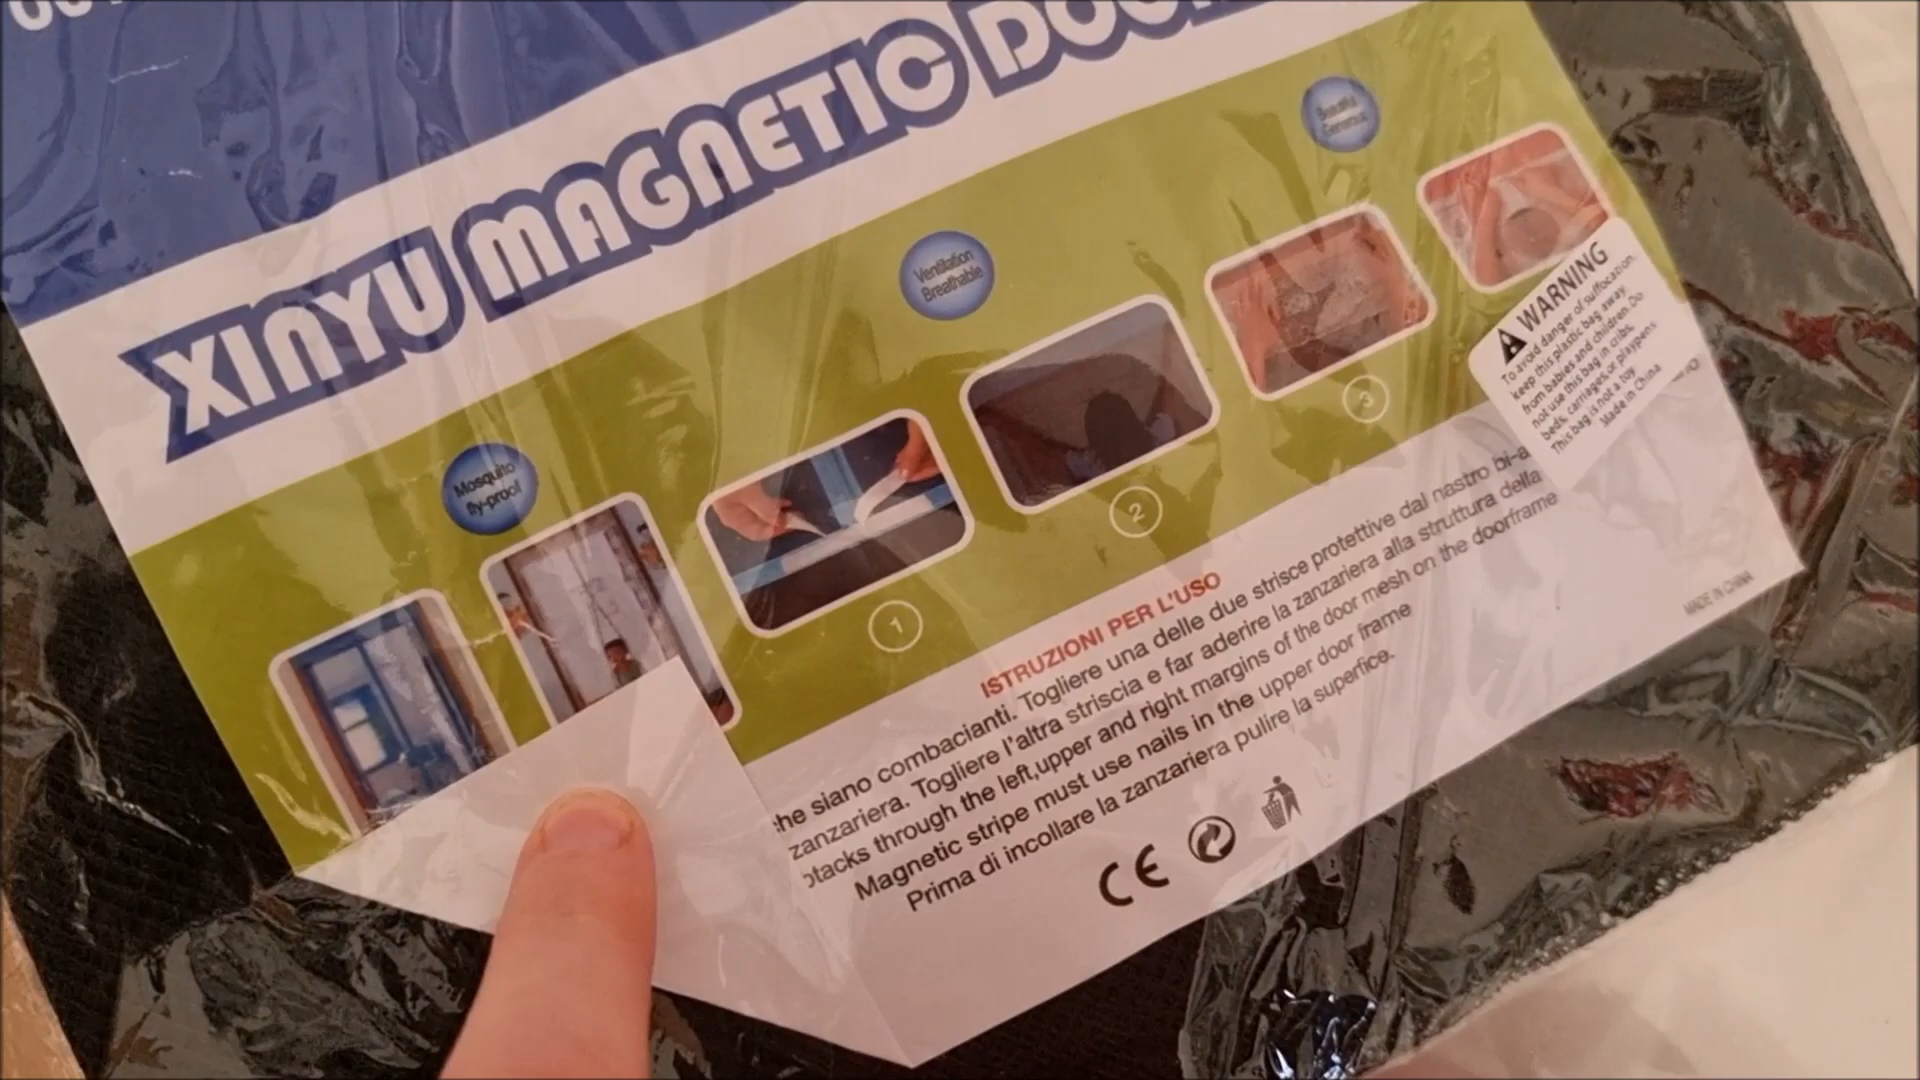 XINYU MAGNETIC
Mosquito
fly-proof
Ventilation
Breathable
Beautiful
Generous
1
2
3
WARNING
To avoid danger of suffocation,
keep this plastic bag away
from babies and children. Do
not use this bag in cribs,
beds, carriages, or playpens
This bag is not a toy
Made in China
ISTRUZIONI PER L'USO
siano combacianti. Togliere una delle due strisce protettive dal nastro
zanzariera. Togliere l'altra striscia e far aderire la zanzariera alla struttura della
through the left,upper and right margins of the door mesh on the doorframe
Magnetic stripe must use nails in the upper door frame
Prima di incollare la zanzariera pulire la superfice.
CE
MADE IN CHINA